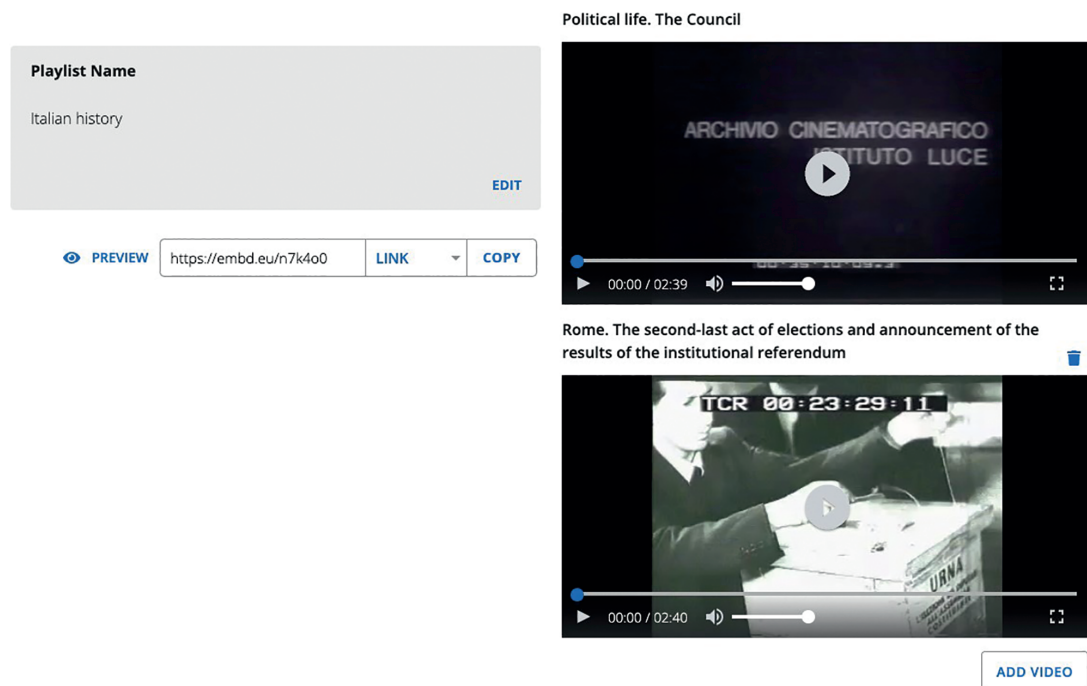 Playlist Name
Italian history
EDIT
PREVIEW
https://embd.eu/n7k4o0
LINK
COPY
Political life. The Council
ARCHIVIO CINEMATOGRAFICO
ISTITUTO LUCE
00:00 / 02:39
Rome. The second-last act of elections and announcement of the
results of the institutional referendum
TCR 00:23:29:11
URNA
00:00 / 02:40
ADD VIDEO